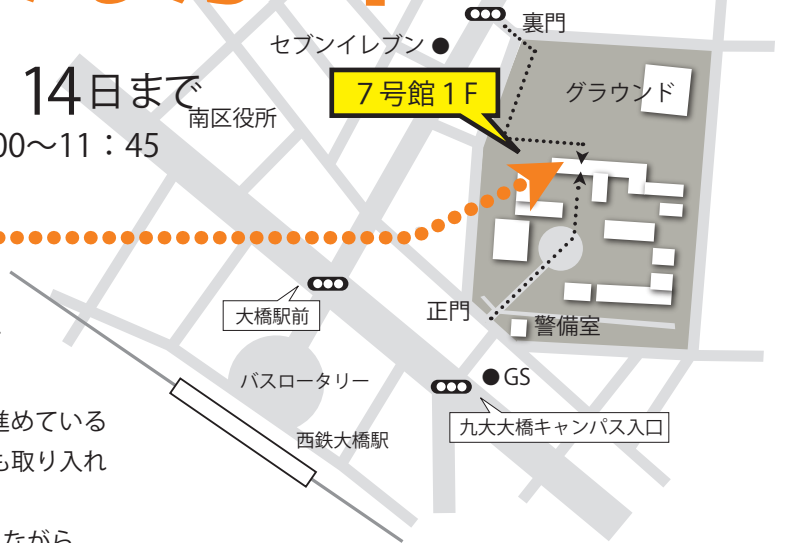 裏門
セブンイレブン
14日まで
7号館1F
グラウンド
南区役所
00〜11：45
大橋駅前
正門
警備室
バスロータリー
GS
進めている
西鉄大橋駅
九大大橋キャンパス入口
も取り入れ
ながら